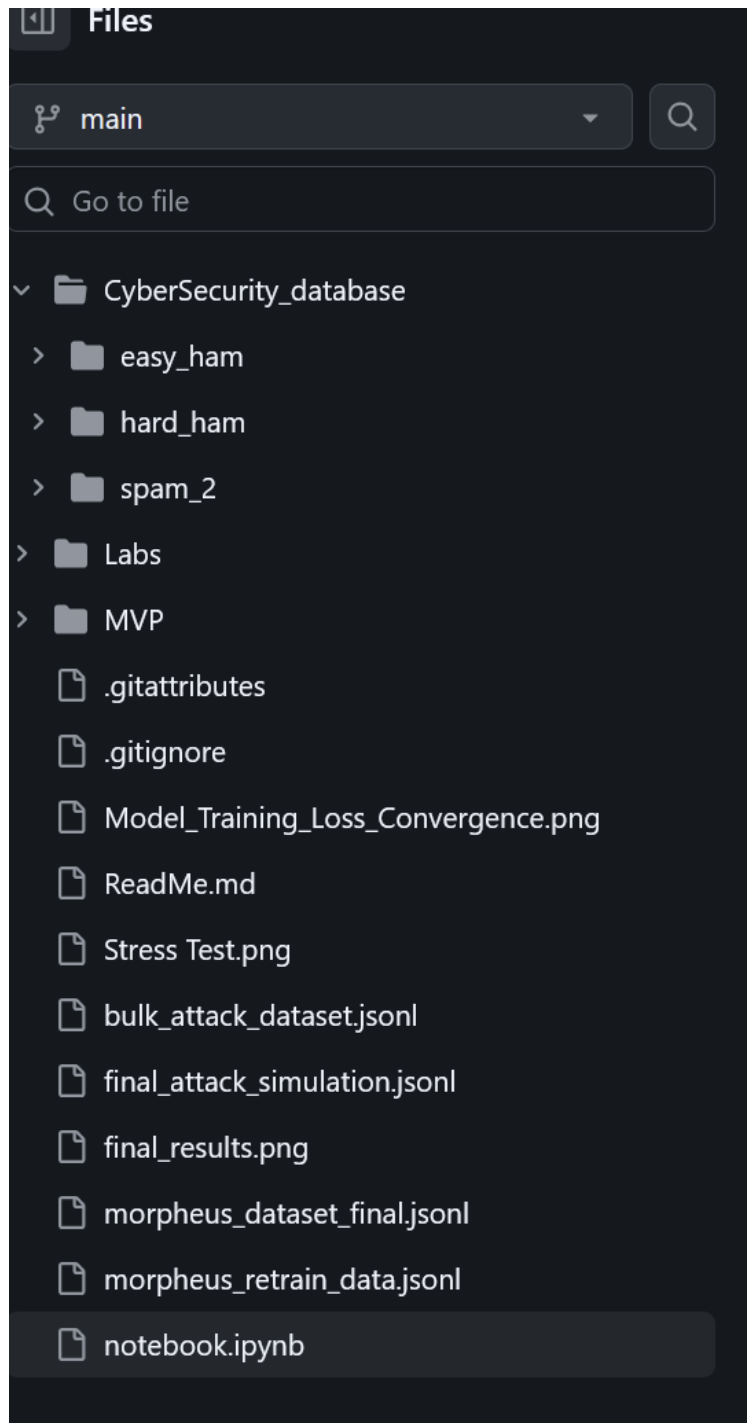 Files
main
Go to file
CyberSecurity_database
easy_ham
hard_ham
spam_2
Labs
MVP
.gitattributes
.gitignore
Model_Training_Loss_Convergence.png
ReadMe.md
Stress Test.png
bulk_attack_dataset.jsonl
final_attack_simulation.jsonl
final_results.png
morpheus_dataset_final.jsonl
morpheus_retrain_data.jsonl
notebook.ipynb